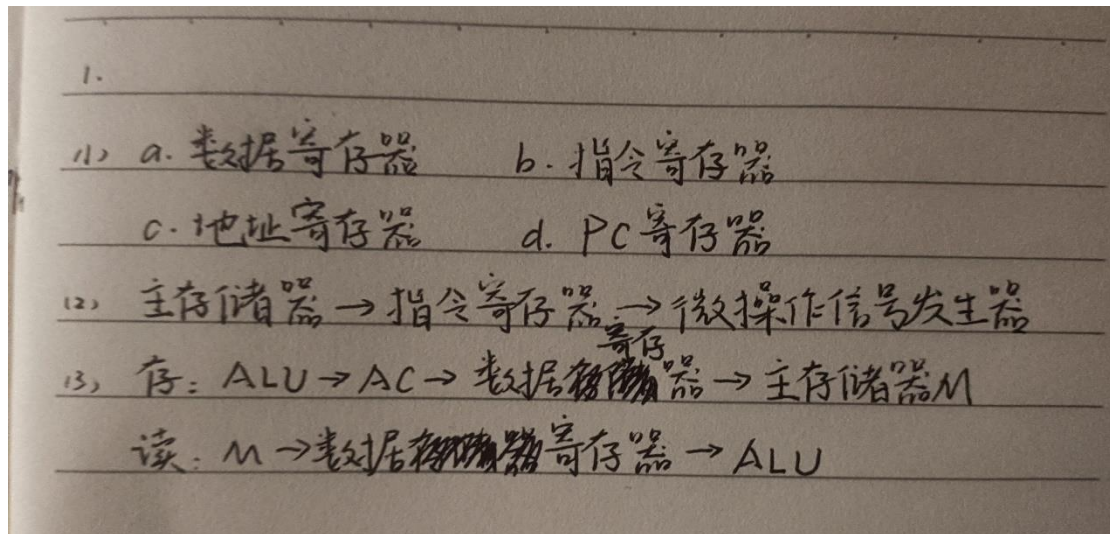 1.
(1) a. 数据寄存器 b. 指令寄存器
c. 地址寄存器 d. PC寄存器
(2) 主存储器→指令寄存器→微操作信号发生器
(3) 存: ALU→AC→数据寄存器→主存储器M
读: M→数据寄存器→ALU